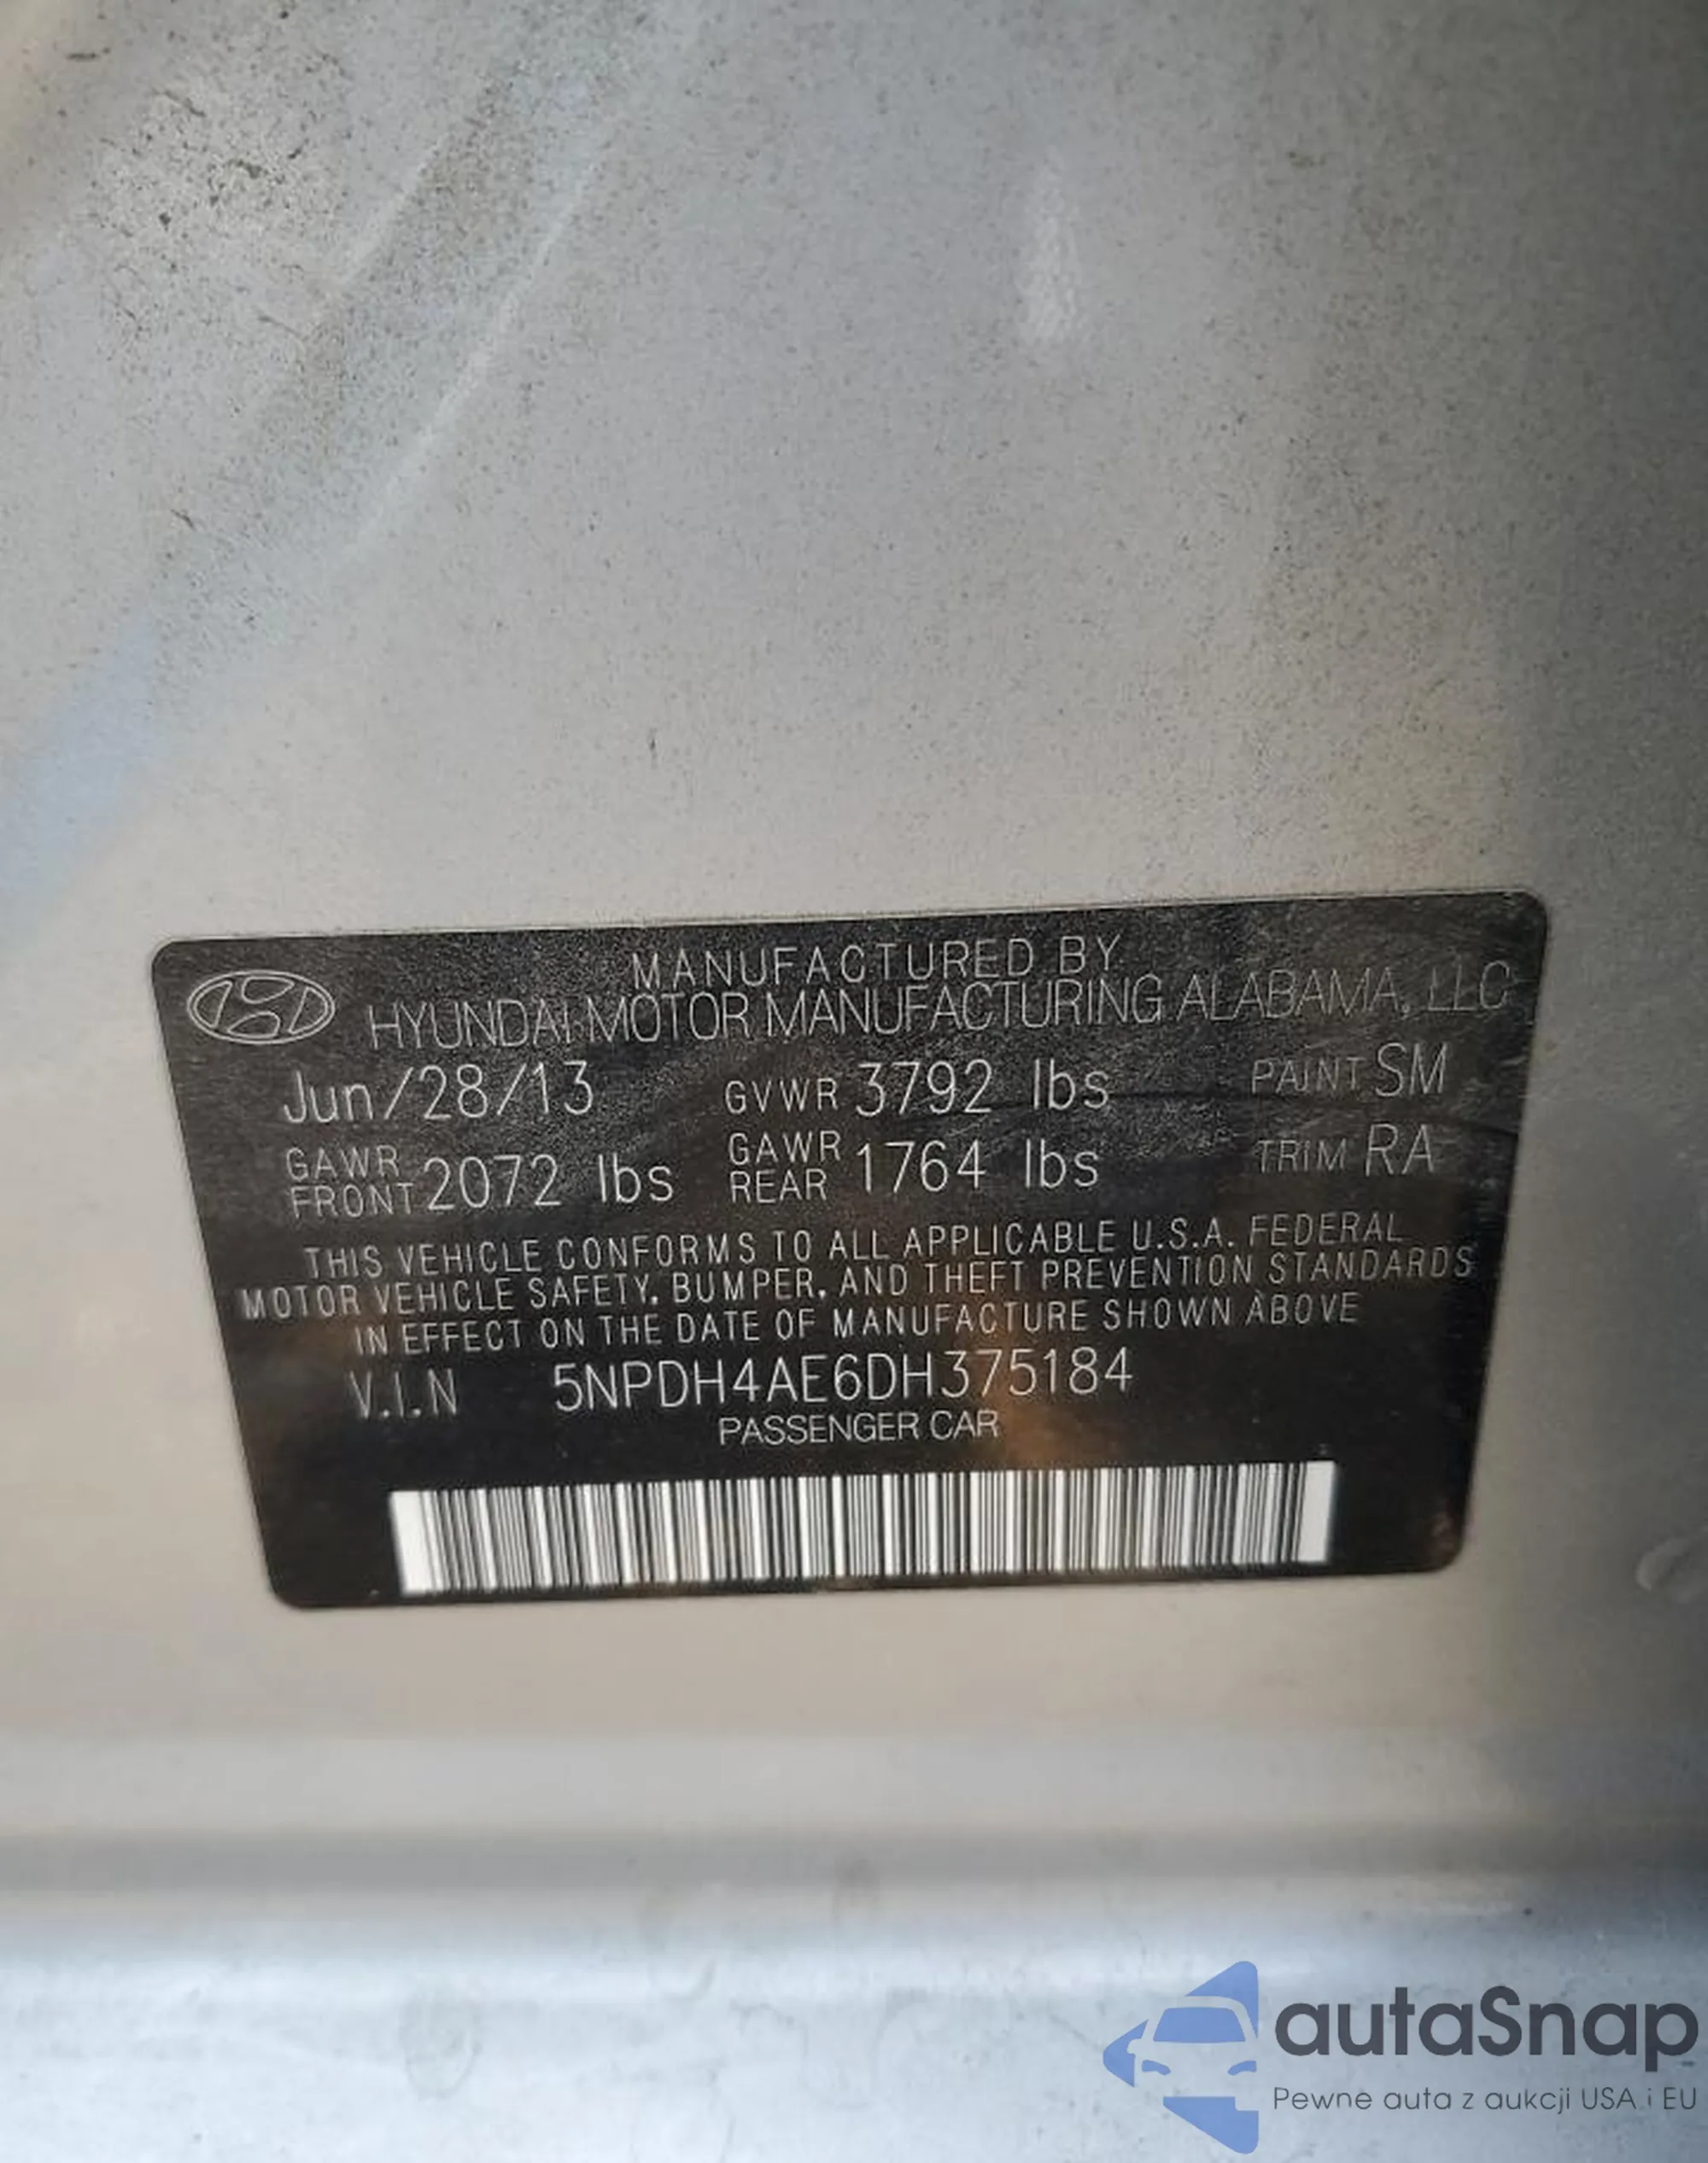 MANUFACTURED BY
HYUNDAI MOTOR MANUFACTURING ALABAMA, LLC
Jun/28/13 GVWR 3792 lbs PAINT SM
GAWR FRONT 2072 lbs GAWR REAR 1764 lbs TRIM RA
THIS VEHICLE CONFORMS TO ALL APPLICABLE U.S.A. FEDERAL
MOTOR VEHICLE SAFETY, BUMPER, AND THEFT PREVENTION STANDARDS
IN EFFECT ON THE DATE OF MANUFACTURE SHOWN ABOVE
V.I.N 5NPDH4AE6DH375184
PASSENGER CAR
autaSnap
Pewne auta z aukcji USA i EU